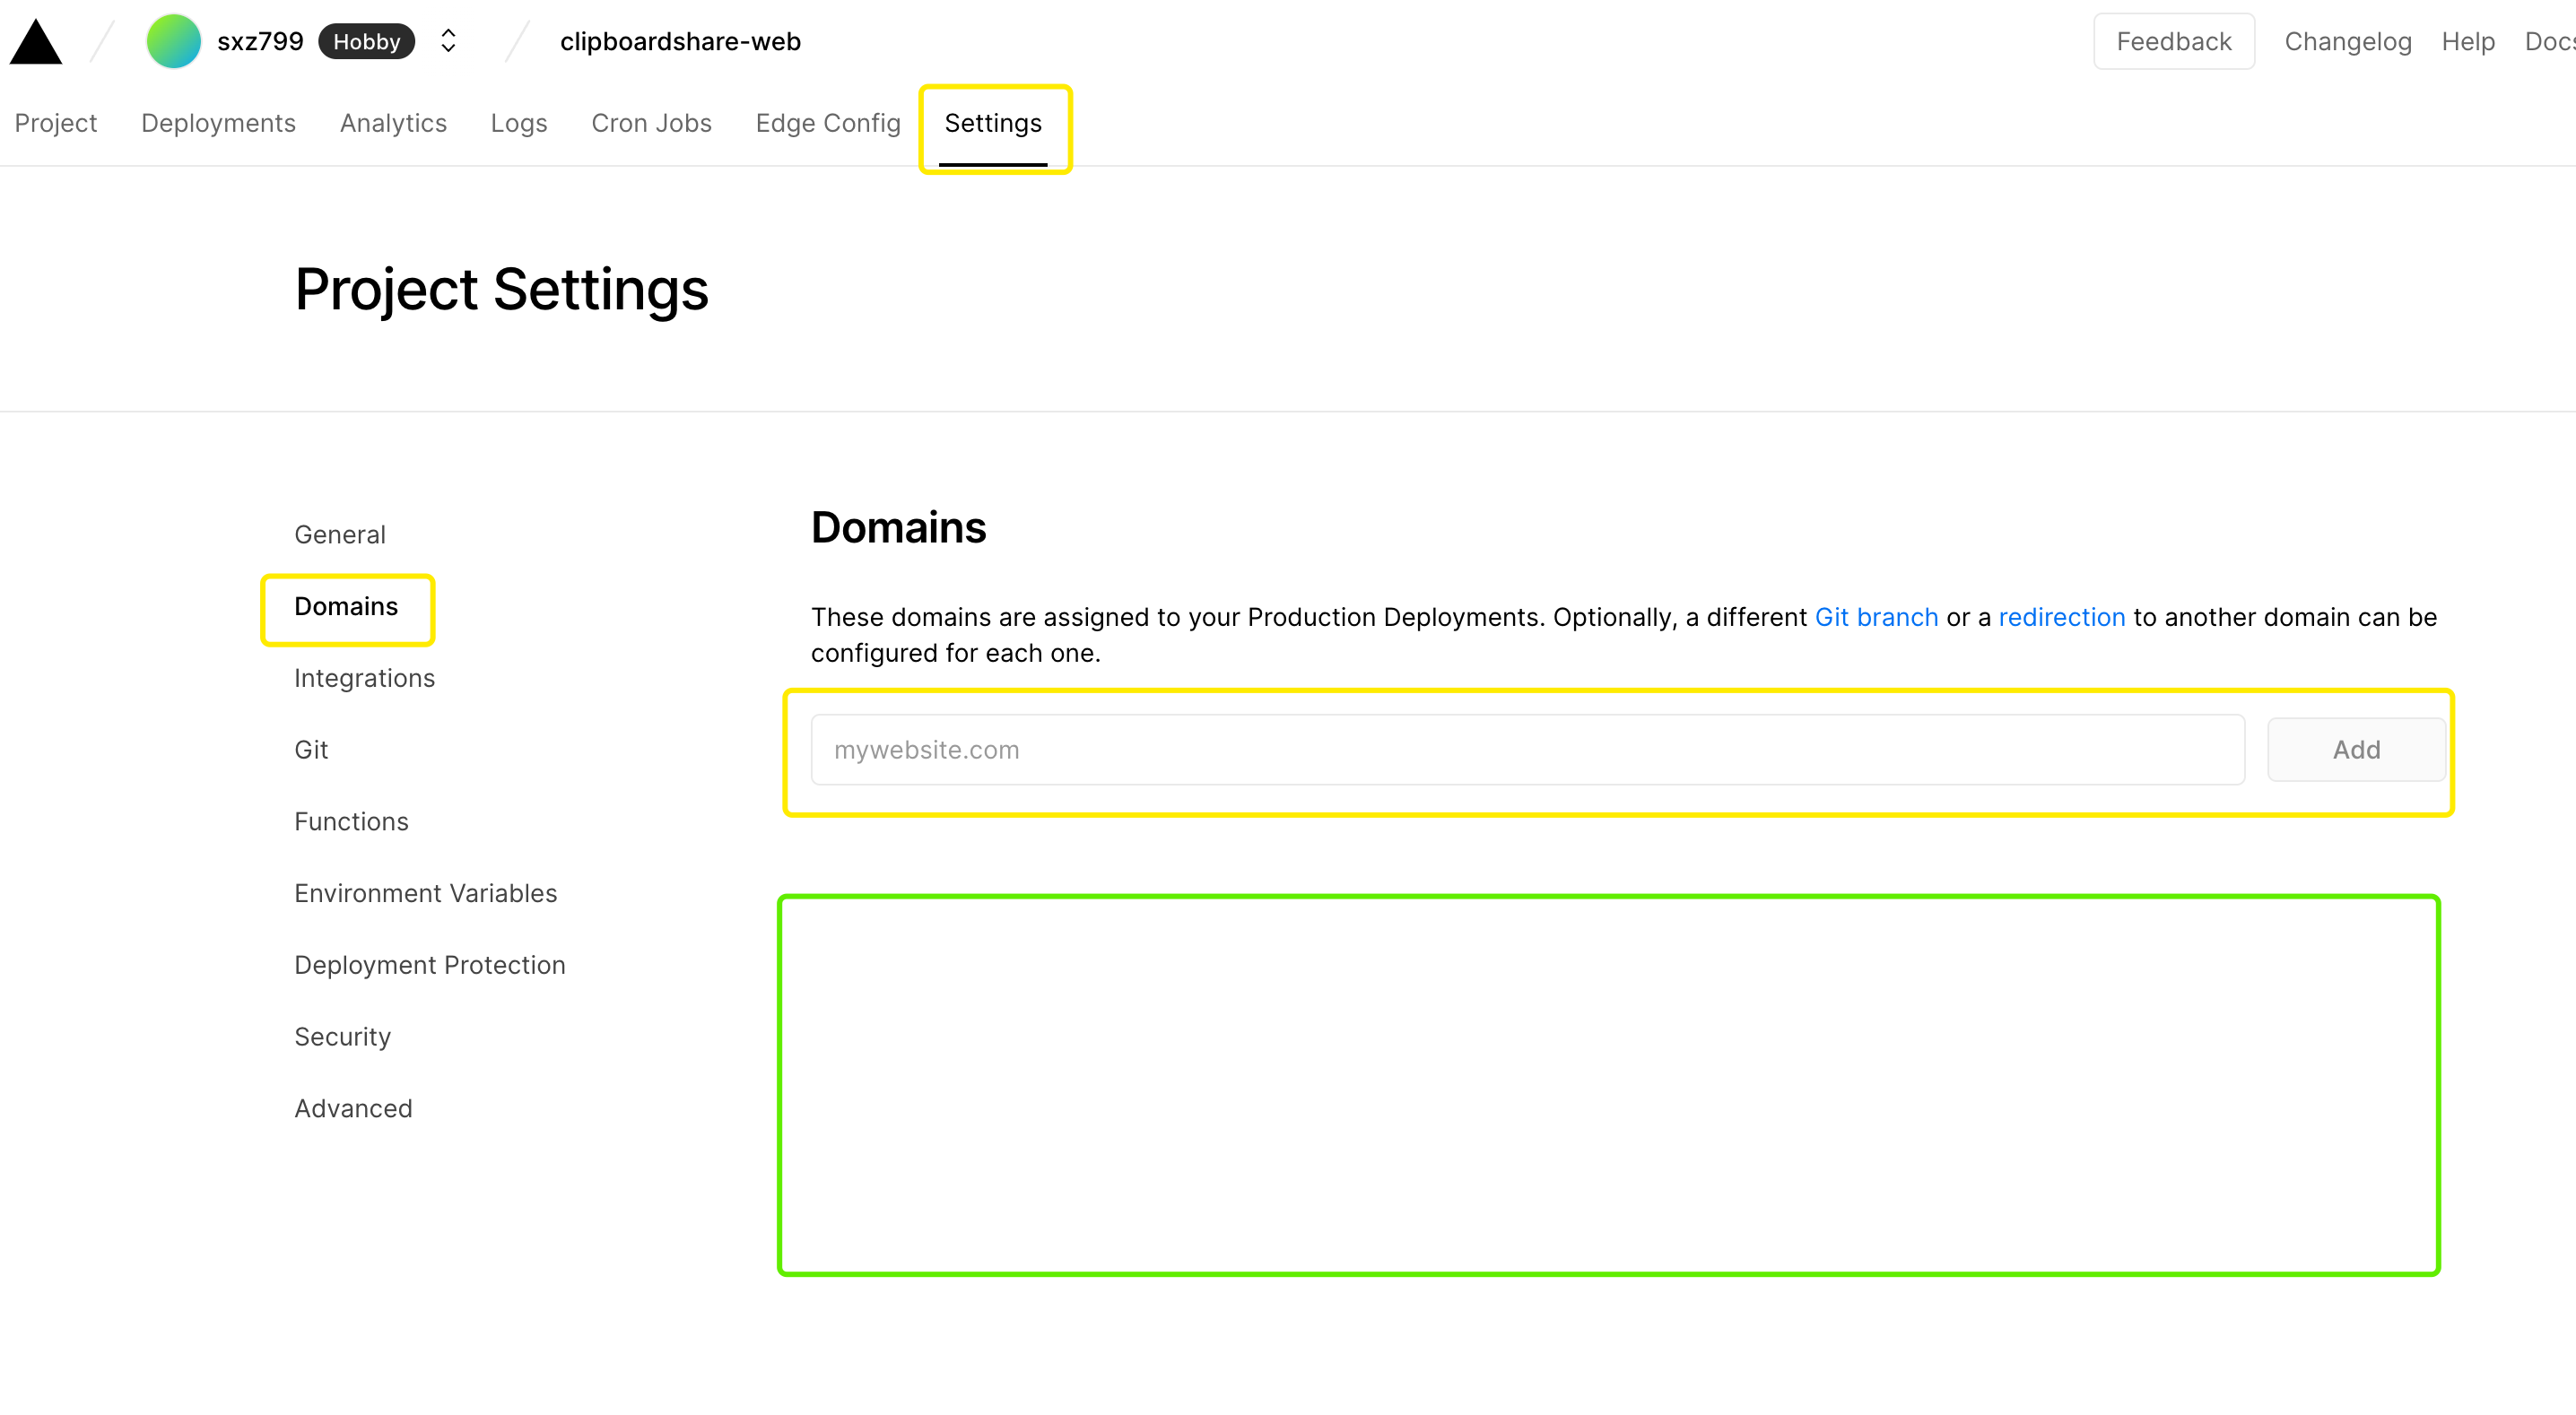 sxz799 Hobby clipboardshare-web Feedback Changelog Help Docs
Project Deployments Analytics Logs Cron Jobs Edge Config Settings
Project Settings
General
Domains
Integrations
Git
Functions
Environment Variables
Deployment Protection
Security
Advanced
Domains
These domains are assigned to your Production Deployments. Optionally, a different Git branch or a redirection to another domain can be
configured for each one.
mywebsite.com Add